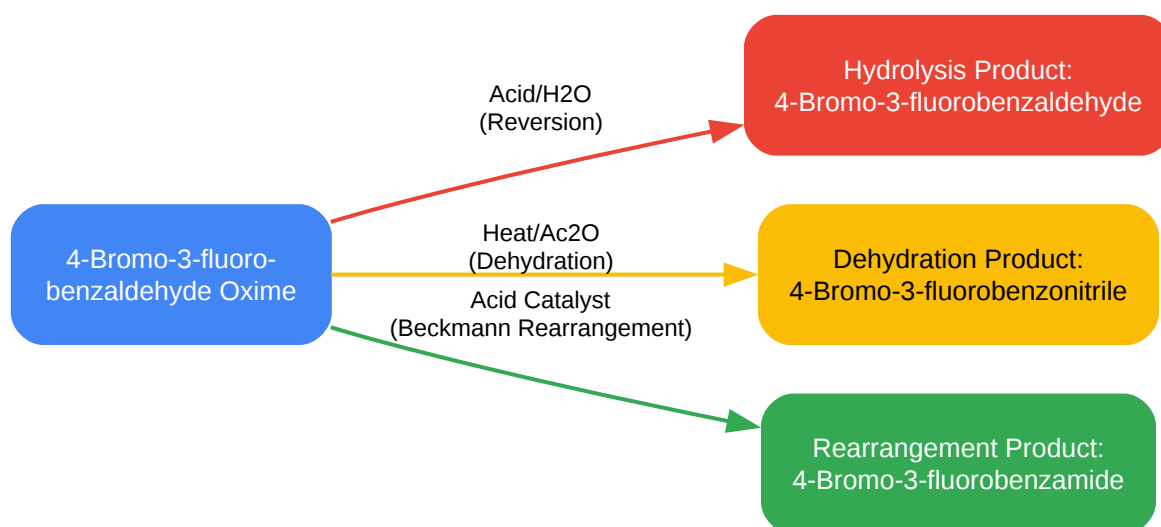 Hydrolysis Product:
4-Bromo-3-fluorobenzaldehyde
Acid/H2O
(Reversion)
4-Bromo-3-fluoro-
benzaldehyde Oxime
Heat/Ac2O
(Dehydration)
Dehydration Product:
4-Bromo-3-fluorobenzonitrile
Acid Catalyst
(Beckmann Rearrangement)
Rearrangement Product:
4-Bromo-3-fluorobenzamide